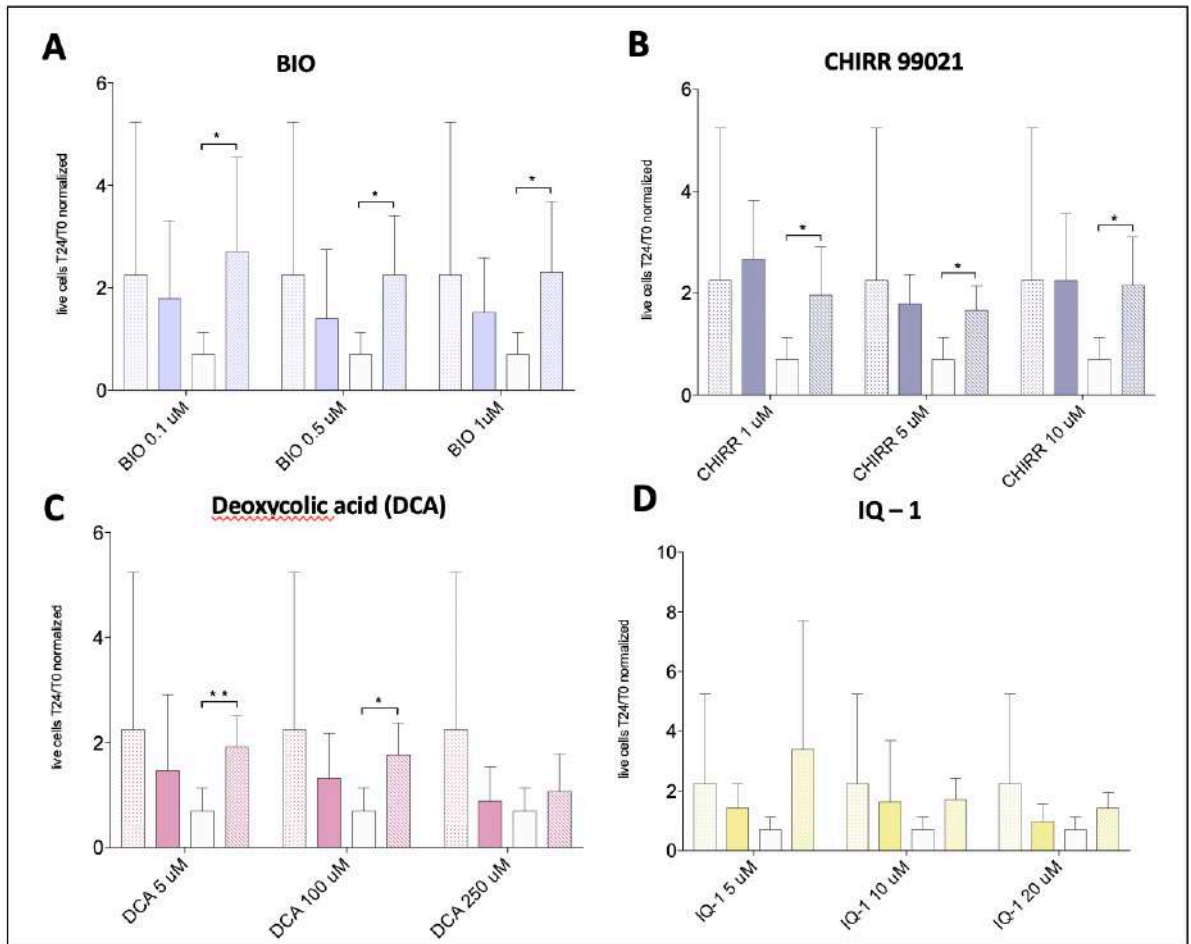 A
BIO
live cells T24/T0 normalized
6
4
2
0
*
*
*
BIO 0.1 uM
BIO 0.5 uM
BIO 1uM
B
CHIRR 99021
live cells T24/T0 normalized
6
4
2
0
*
*
*
CHIRR 1 uM
CHIRR 5 uM
CHIRR 10 uM
C
Deoxycolic acid (DCA)
live cells T24/T0 normalized
6
4
2
0
* *
*
DCA 5 uM
DCA 100 uM
DCA 250 uM
D
IQ – 1
live cells T24/T0 normalized
10
8
6
4
2
0
IQ-1 5 uM
IQ-1 10 uM
IQ-1 20 uM